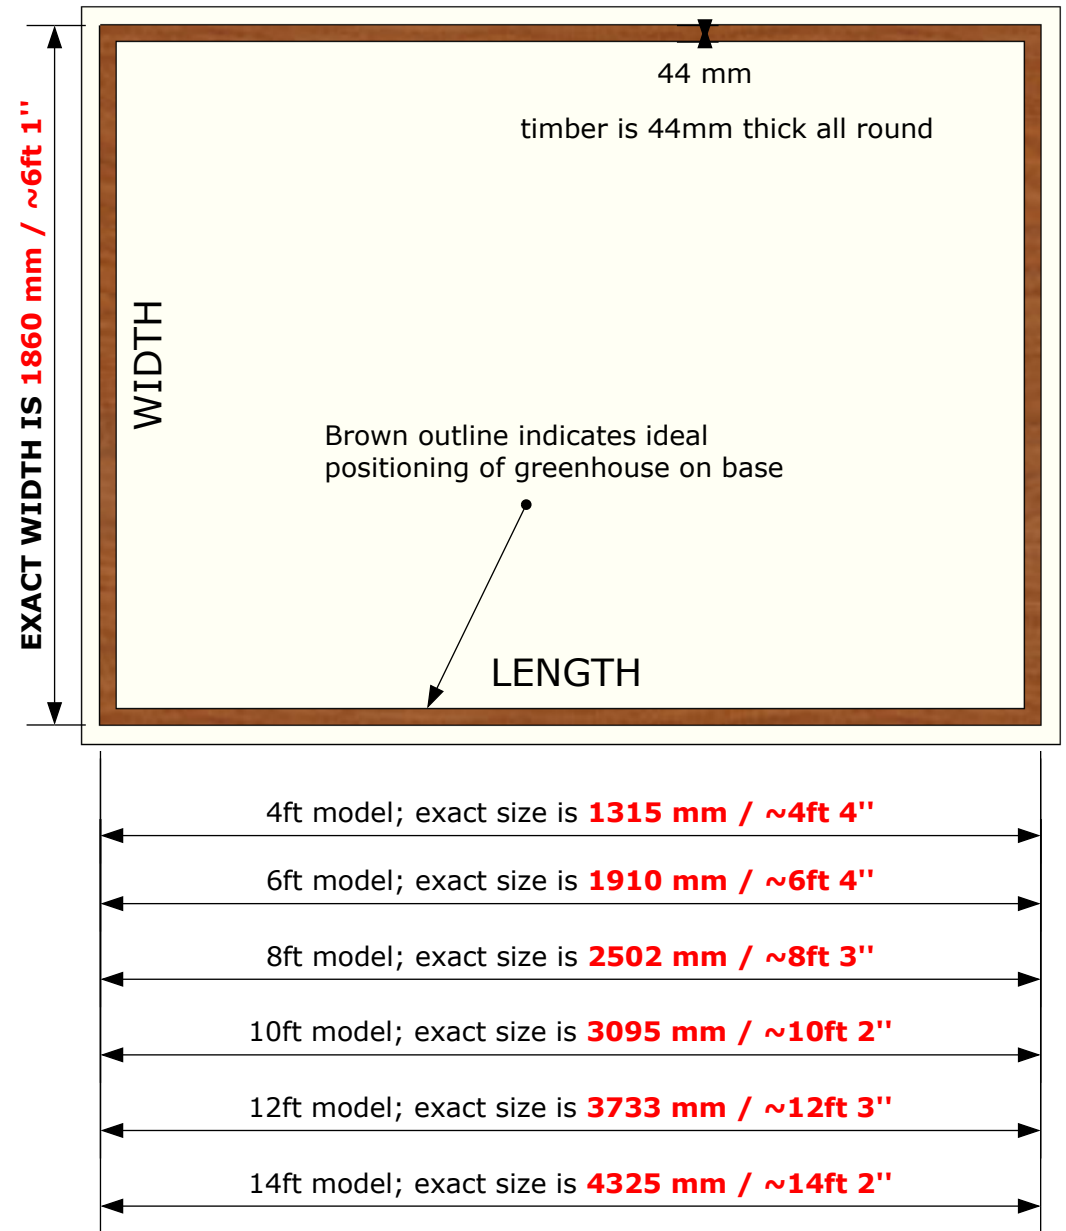 44 mm
timber is 44mm thick all round
EXACT WIDTH IS 1860 mm / ~6ft 1''
WIDTH
Brown outline indicates ideal
positioning of greenhouse on base
LENGTH
4ft model; exact size is 1315 mm / ~4ft 4''
6ft model; exact size is 1910 mm / ~6ft 4''
8ft model; exact size is 2502 mm / ~8ft 3''
10ft model; exact size is 3095 mm / ~10ft 2''
12ft model; exact size is 3733 mm / ~12ft 3''
14ft model; exact size is 4325 mm / ~14ft 2''